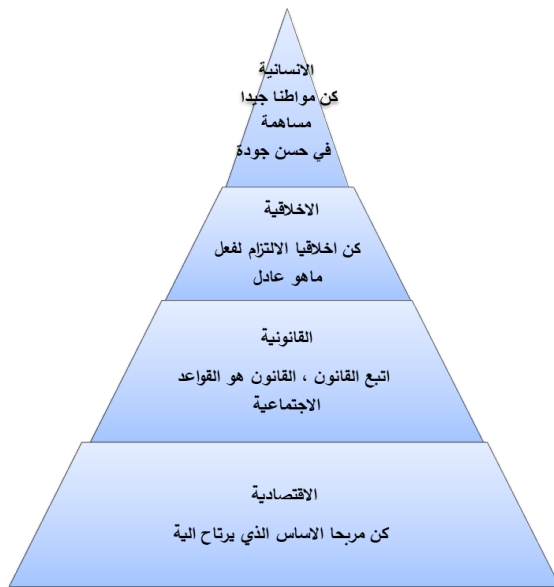 الانسانية
كن مواطنا جيدا
مساهمة
في حسن جودة
الاخلاقية
كن اخلاقيا الالتزام لفعل
ماهو عادل
القانونية
اتبع القانون ، القانون هو القواعد
الاجتماعية
الاقتصادية
كن مربحا الاساس الذي يرتاح الية